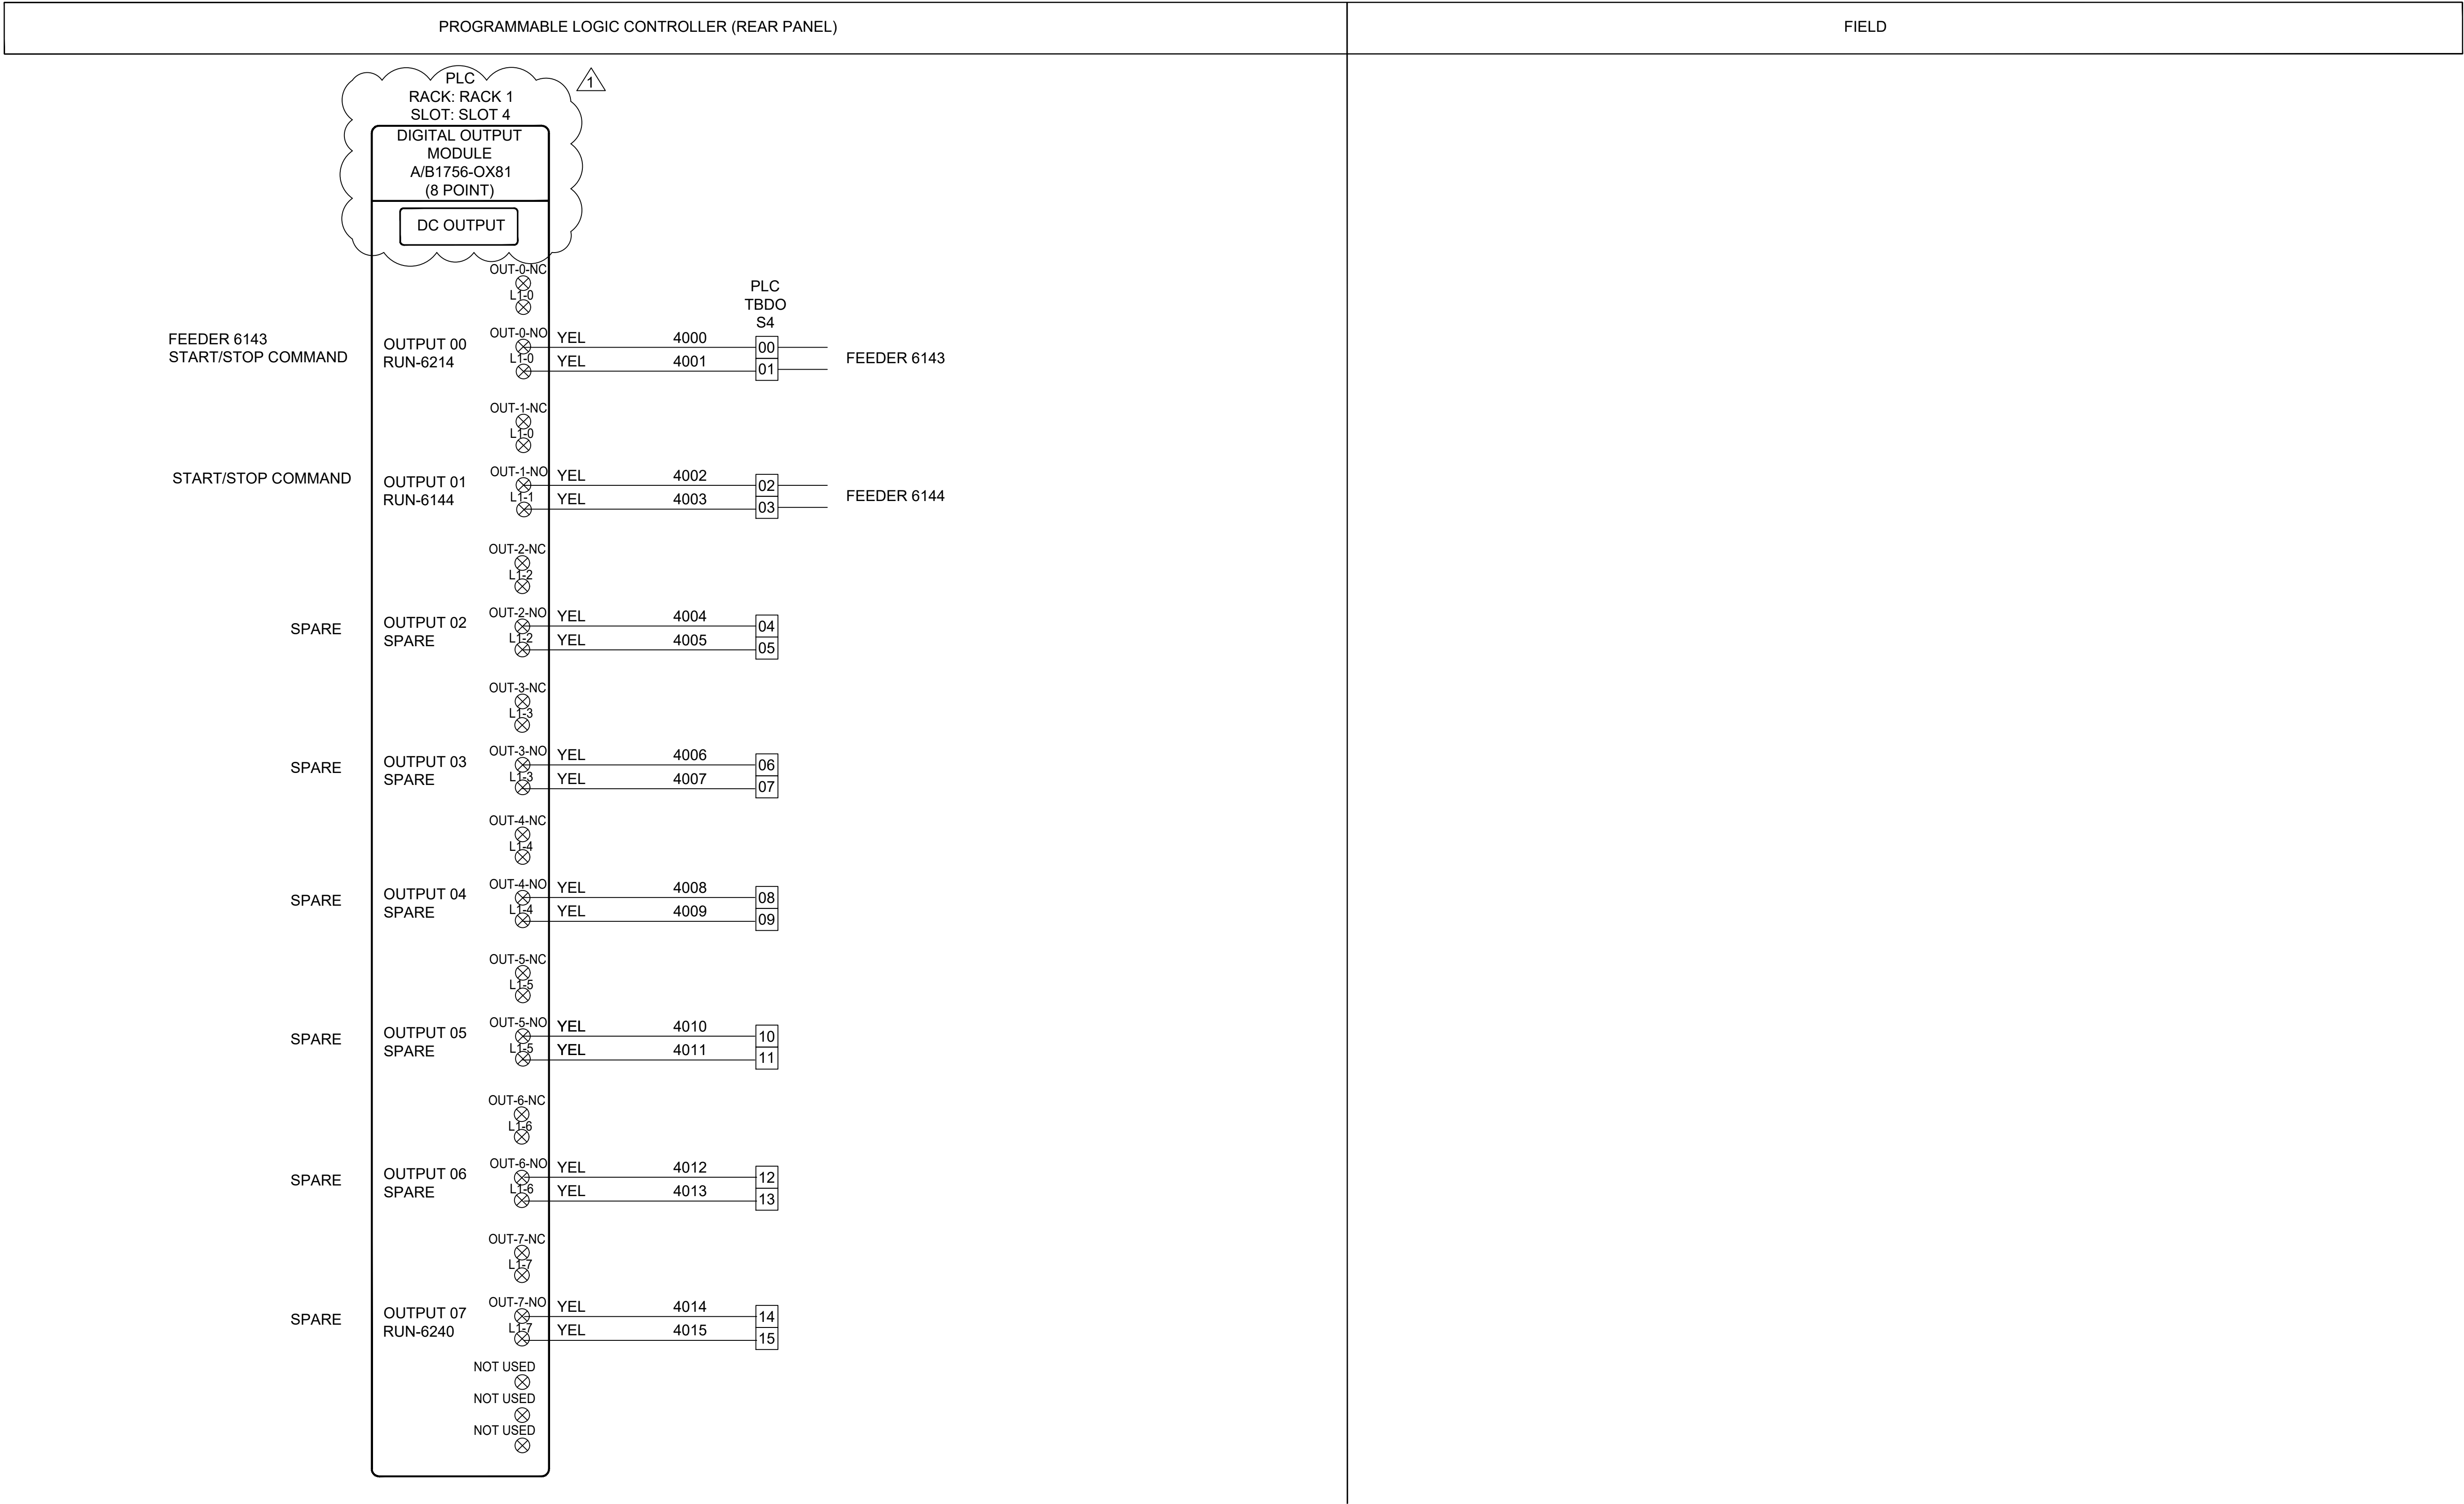 PROGRAMMABLE LOGIC CONTROLLER (REAR PANEL)
FIELD
PLC
RACK: RACK 1
SLOT: SLOT 4
1
DIGITAL OUTPUT
MODULE
A/B1756-OX81
(8 POINT)
DC OUTPUT
OUT-0-NC
L1-0
PLC
TBDO
S4
FEEDER 6143
START/STOP COMMAND
OUTPUT 00
RUN-6214
OUT-0-NO
L1-0
YEL 4000 00
YEL 4001 01
FEEDER 6143
OUT-1-NC
L1-0
START/STOP COMMAND
OUTPUT 01
RUN-6144
OUT-1-NO
L1-1
YEL 4002 02
YEL 4003 03
FEEDER 6144
OUT-2-NC
L1-2
SPARE
OUTPUT 02
SPARE
OUT-2-NO
L1-2
YEL 4004 04
YEL 4005 05
OUT-3-NC
L1-3
SPARE
OUTPUT 03
SPARE
OUT-3-NO
L1-3
YEL 4006 06
YEL 4007 07
OUT-4-NC
L1-4
SPARE
OUTPUT 04
SPARE
OUT-4-NO
L1-4
YEL 4008 08
YEL 4009 09
OUT-5-NC
L1-5
SPARE
OUTPUT 05
SPARE
OUT-5-NO
L1-5
YEL 4010 10
YEL 4011 11
OUT-6-NC
L1-6
SPARE
OUTPUT 06
SPARE
OUT-6-NO
L1-6
YEL 4012 12
YEL 4013 13
OUT-7-NC
L1-7
SPARE
OUTPUT 07
RUN-6240
OUT-7-NO
L1-7
YEL 4014 14
YEL 4015 15
NOT USED
NOT USED
NOT USED